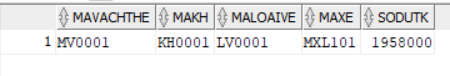 MAVACHTHE MAKH MALOAIVE MAXE SODUTK
1 MV0001 KH0001 LV0001 MXL101 1958000